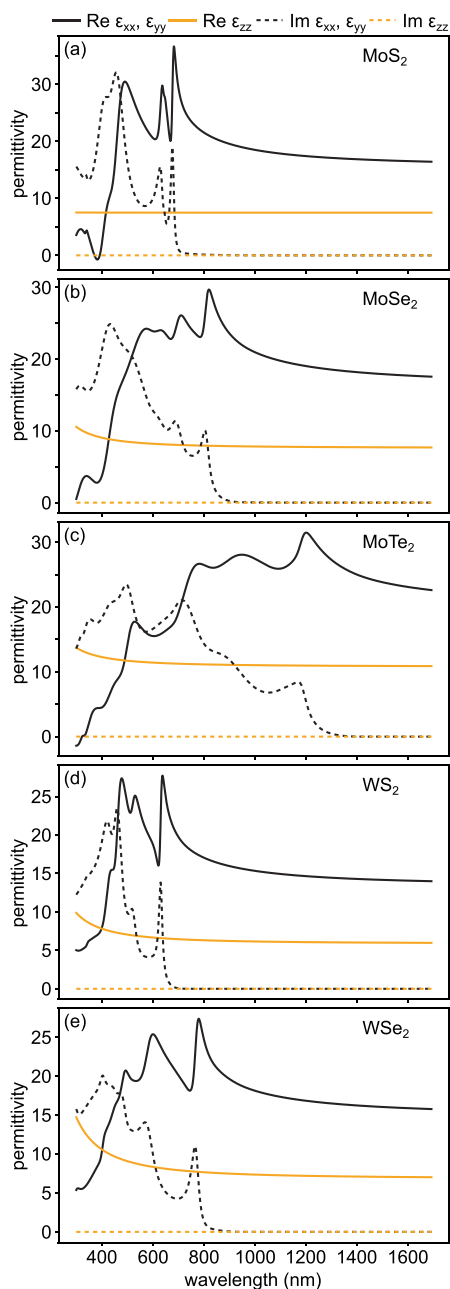 Re εxx, εyy Re εzz Im εxx, εyy Im εzz
(a) MoS2
permittivity
30
20
10
0
(b) MoSe2
permittivity
30
20
10
0
(c) MoTe2
permittivity
30
20
10
0
(d) WS2
permittivity
25
20
15
10
5
0
(e) WSe2
permittivity
25
20
15
10
5
0
400 600 800 1000 1200 1400 1600
wavelength (nm)